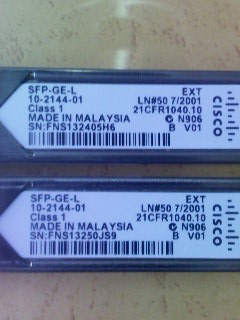 SFP-GE-L EXT
10-2144-01 LN#50 7/2001
Class 1 21CFR1040.10
MADE IN MALAYSIA N906
SN:FNS132405H6 B V01
CISCO
SFP-GE-L EXT
10-2144-01 LN#50 7/2001
Class 1 21CFR1040.10
MADE IN MALAYSIA N906
SN:FNS13250JS9 B V01
CISCO